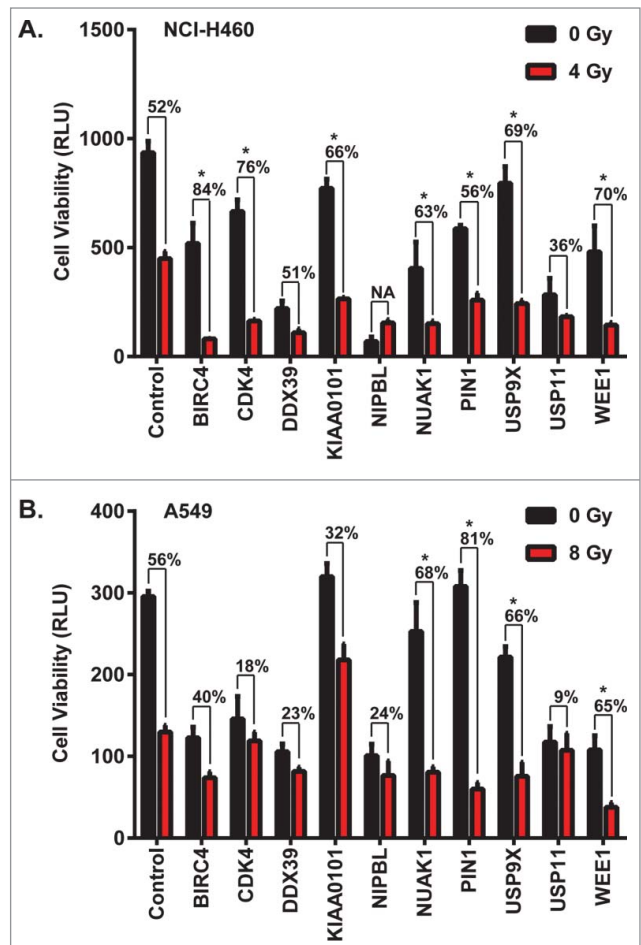 A.
NCI-H460
0 Gy
4 Gy
Cell Viability (RLU)
1500
1000
500
0
52%
*
84%
*
76%
51%
*
66%
NA
*
63%
*
56%
*
69%
36%
*
70%
Control
BIRC4
CDK4
DDX39
KIAA0101
NIPBL
NUAK1
PIN1
USP9X
USP11
WEE1
B.
A549
0 Gy
8 Gy
Cell Viability (RLU)
400
300
200
100
0
56%
40%
18%
23%
32%
24%
*
68%
*
81%
*
66%
9%
*
65%
Control
BIRC4
CDK4
DDX39
KIAA0101
NIPBL
NUAK1
PIN1
USP9X
USP11
WEE1